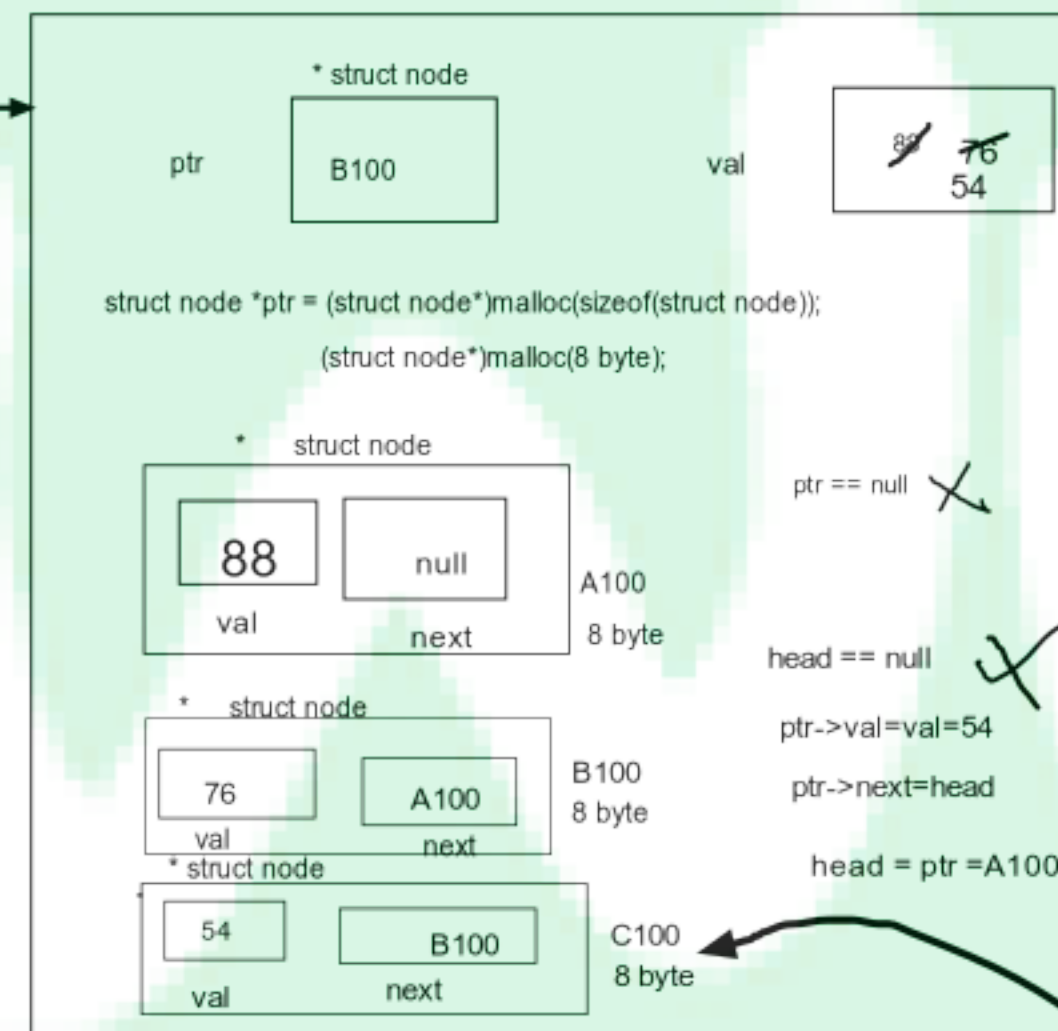 * struct node
ptr
B100
val
88 76
54
struct node *ptr = (struct node*)malloc(sizeof(struct node));
(struct node*)malloc(8 byte);
* struct node
88
null
val
next
A100
8 byte
ptr == null
head == null
ptr->val=val=54
ptr->next=head
head = ptr =A100
* struct node
76
A100
val
next
B100
8 byte
* struct node
54
B100
val
next
C100
8 byte